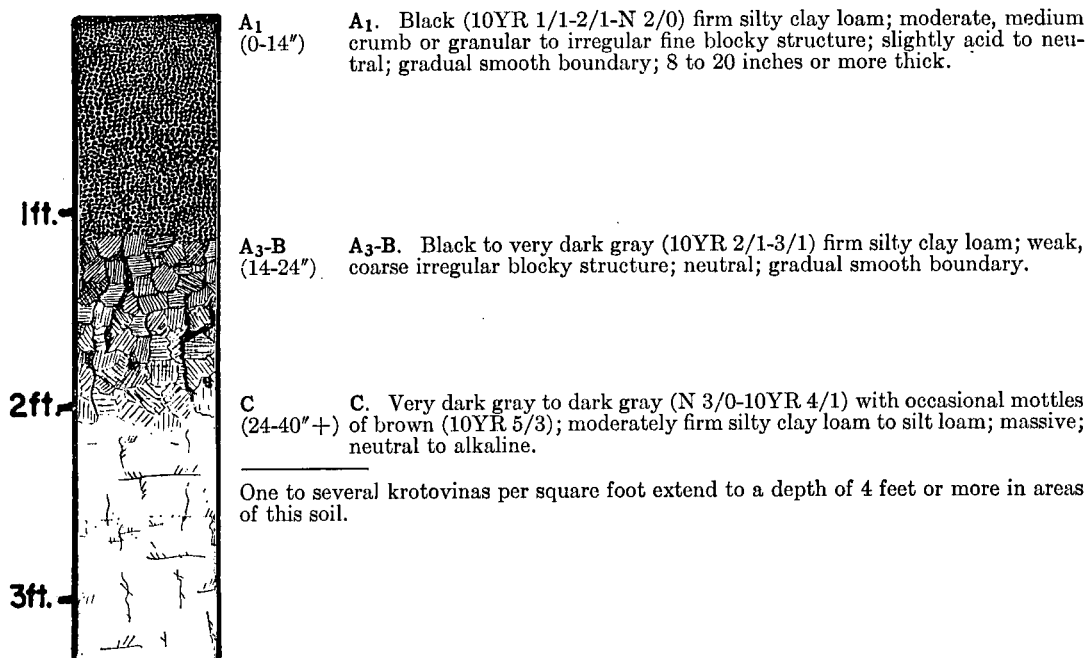 A1
(0-14″)
A1. Black (10YR 1/1-2/1-N 2/0) firm silty clay loam; moderate, medium
crumb or granular to irregular fine blocky structure; slightly acid to neu-
tral; gradual smooth boundary; 8 to 20 inches or more thick.
1ft.
A3-B
(14-24″)
A3-B. Black to very dark gray (10YR 2/1-3/1) firm silty clay loam; weak,
coarse irregular blocky structure; neutral; gradual smooth boundary.
2ft.
C
(24-40″+)
C. Very dark gray to dark gray (N 3/0-10YR 4/1) with occasional mottles
of brown (10YR 5/3); moderately firm silty clay loam to silt loam; massive;
neutral to alkaline.
One to several krotovinas per square foot extend to a depth of 4 feet or more in areas
of this soil.
3ft.